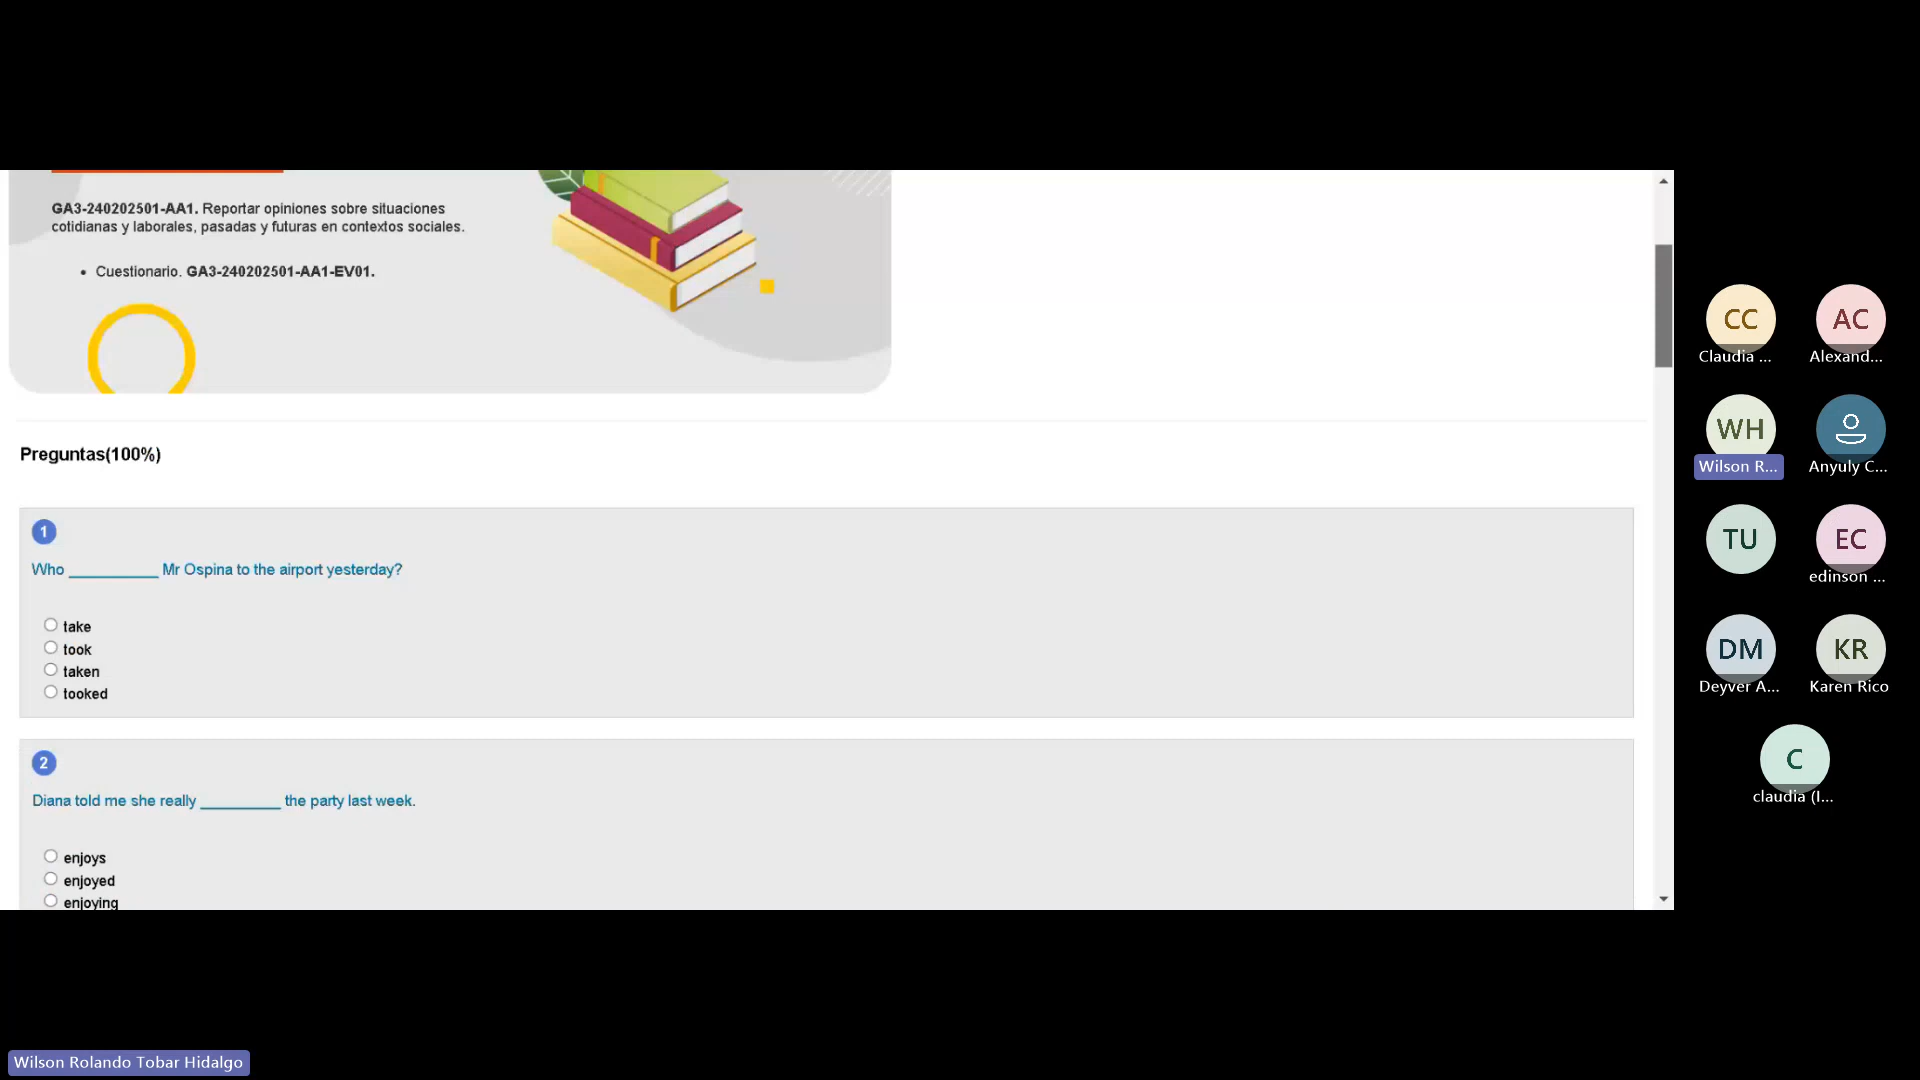 GA3-240202501-AA1. Reportar opiniones sobre situaciones
cotidianas y laborales, pasadas y futuras en contextos sociales.
• Cuestionario. GA3-240202501-AA1-EV01.
Preguntas(100%)
1
Who ___________ Mr Ospina to the airport yesterday?
take
took
taken
tooked
2
Diana told me she really __________ the party last week.
enjoys
enjoyed
enjoying
CC
Claudia ...
AC
Alexand...
WH
Wilson R...
Anyuly C...
TU
EC
edinson ...
DM
Deyver A...
KR
Karen Rico
C
claudia (I...
Wilson Rolando Tobar Hidalgo